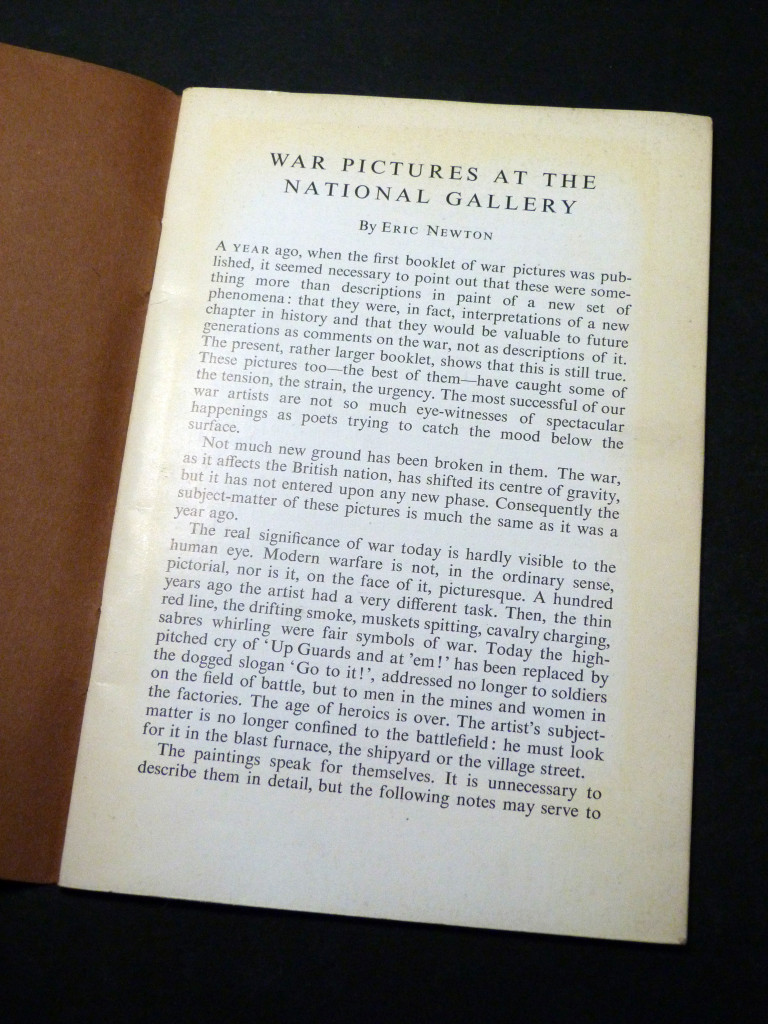 WAR PICTURES AT THE
NATIONAL GALLERY
By ERIC NEWTON
A YEAR ago, when the first booklet of war pictures was pub-
lished, it seemed necessary to point out that these were some-
thing more than descriptions in paint of a new set of
phenomena: that they were, in fact, interpretations of a new
chapter in history and that they would be valuable to future
generations as comments on the war, not as descriptions of it.
The present, rather larger booklet, shows that this is still true.
These pictures too—the best of them—have caught some of
the tension, the strain, the urgency. The most successful of our
war artists are not so much eye-witnesses of spectacular
happenings as poets trying to catch the mood below the
surface.
Not much new ground has been broken in them. The war,
as it affects the British nation, has shifted its centre of gravity,
but it has not entered upon any new phase. Consequently the
subject-matter of these pictures is much the same as it was a
year ago.
The real significance of war today is hardly visible to the
human eye. Modern warfare is not, in the ordinary sense,
pictorial, nor is it, on the face of it, picturesque. A hundred
years ago the artist had a very different task. Then, the thin
red line, the drifting smoke, muskets spitting, cavalry charging,
sabres whirling were fair symbols of war. Today the high-
pitched cry of ‘Up Guards and at ’em!’ has been replaced by
the dogged slogan ‘Go to it!’, addressed no longer to soldiers
on the field of battle, but to men in the mines and women in
the factories. The age of heroics is over. The artist’s subject-
matter is no longer confined to the battlefield: he must look
for it in the blast furnace, the shipyard or the village street.
The paintings speak for themselves. It is unnecessary to
describe them in detail, but the following notes may serve to